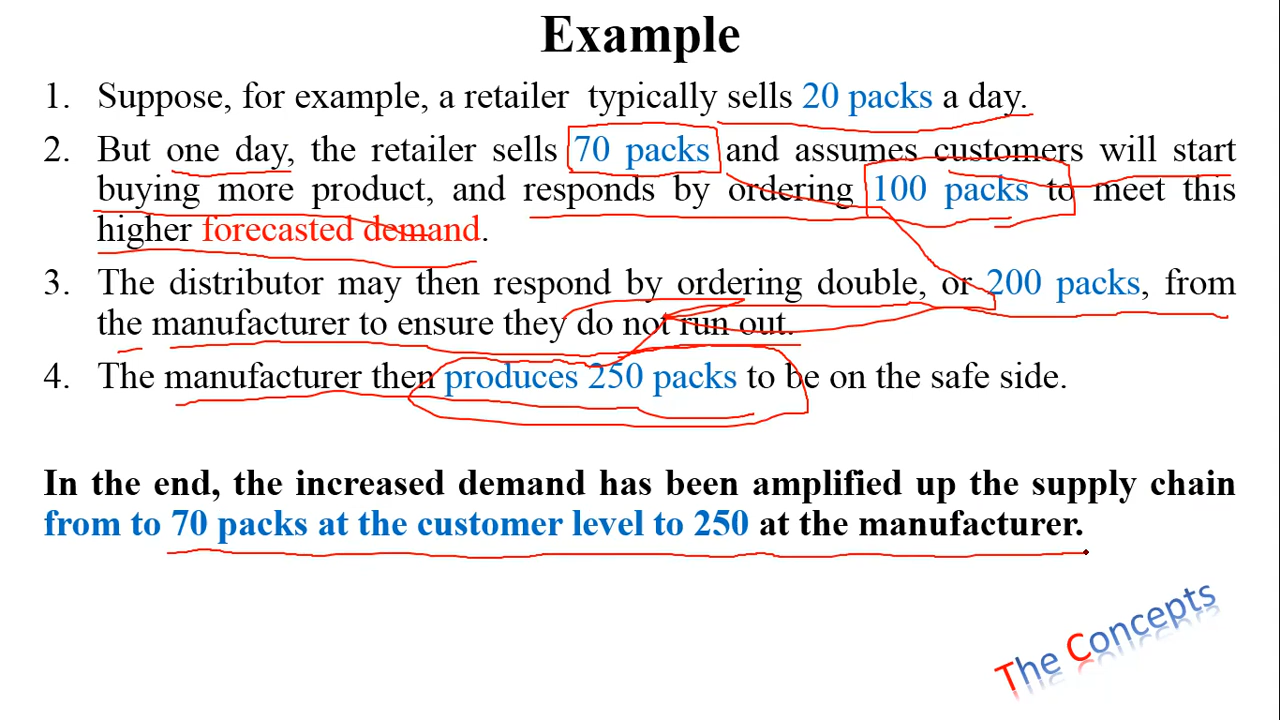 Example
1. Suppose, for example, a retailer typically sells 20 packs a day.
2. But one day, the retailer sells 70 packs and assumes customers will start
buying more product, and responds by ordering 100 packs to meet this
higher forecasted demand.
3. The distributor may then respond by ordering double, or 200 packs, from
the manufacturer to ensure they do not run out.
4. The manufacturer then produces 250 packs to be on the safe side.
In the end, the increased demand has been amplified up the supply chain
from to 70 packs at the customer level to 250 at the manufacturer.
The Concepts